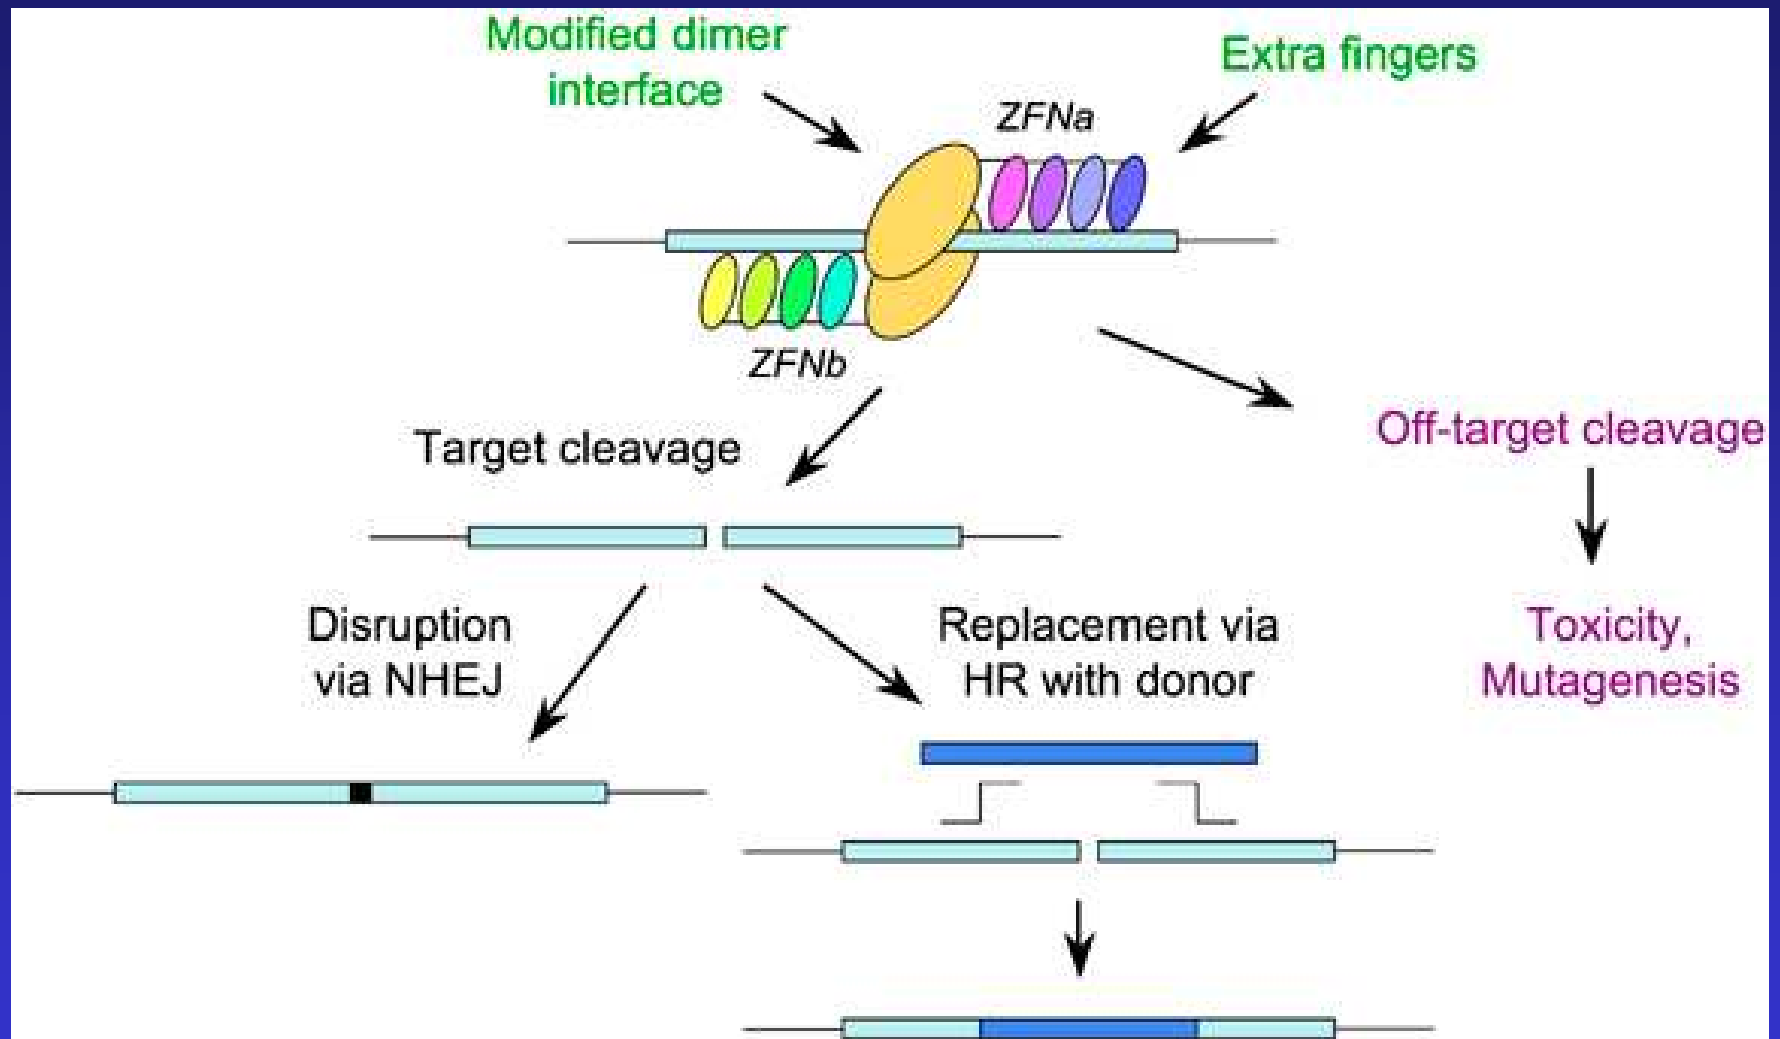 Modified dimer
interface
Extra fingers
ZFNa
ZFNb
Target cleavage
Off-target cleavage
Disruption
via NHEJ
Replacement via
HR with donor
Toxicity,
Mutagenesis